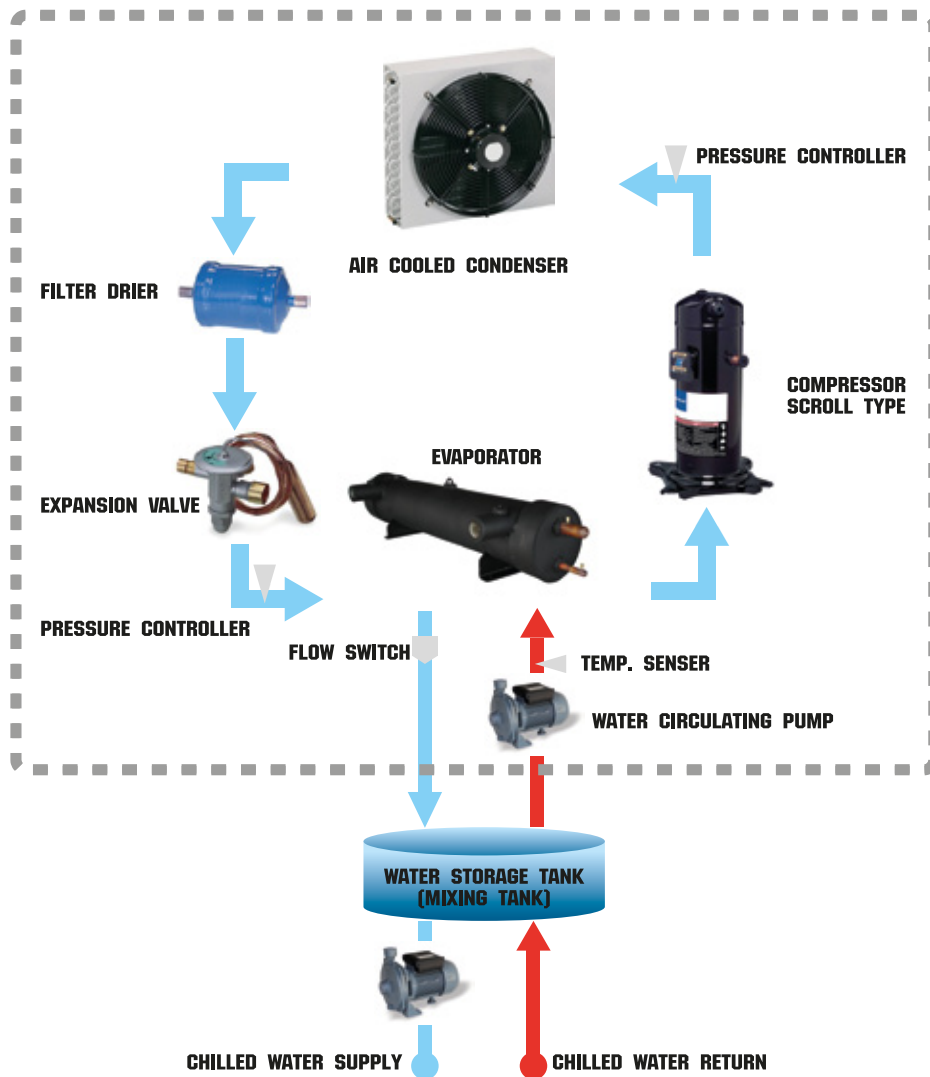 PRESSURE CONTROLLER
AIR COOLED CONDENSER
FILTER DRIER
COMPRESSOR
SCROLL TYPE
EVAPORATOR
EXPANSION VALVE
PRESSURE CONTROLLER
FLOW SWITCH
TEMP. SENSER
WATER CIRCULATING PUMP
WATER STORAGE TANK
(MIXING TANK)
CHILLED WATER SUPPLY
CHILLED WATER RETURN